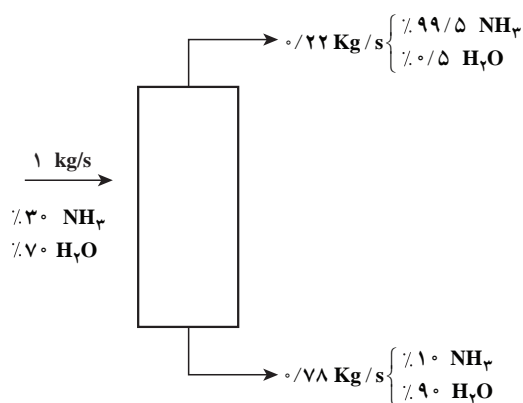 ۰/۲۲ Kg/s { ٪۹۹/۵ NH۳
٪۰/۵ H۲O
۱ kg/s
٪۳۰ NH۳
٪۷۰ H۲O
۰/۷۸ Kg/s { ٪۱۰ NH۳
٪۹۰ H۲O